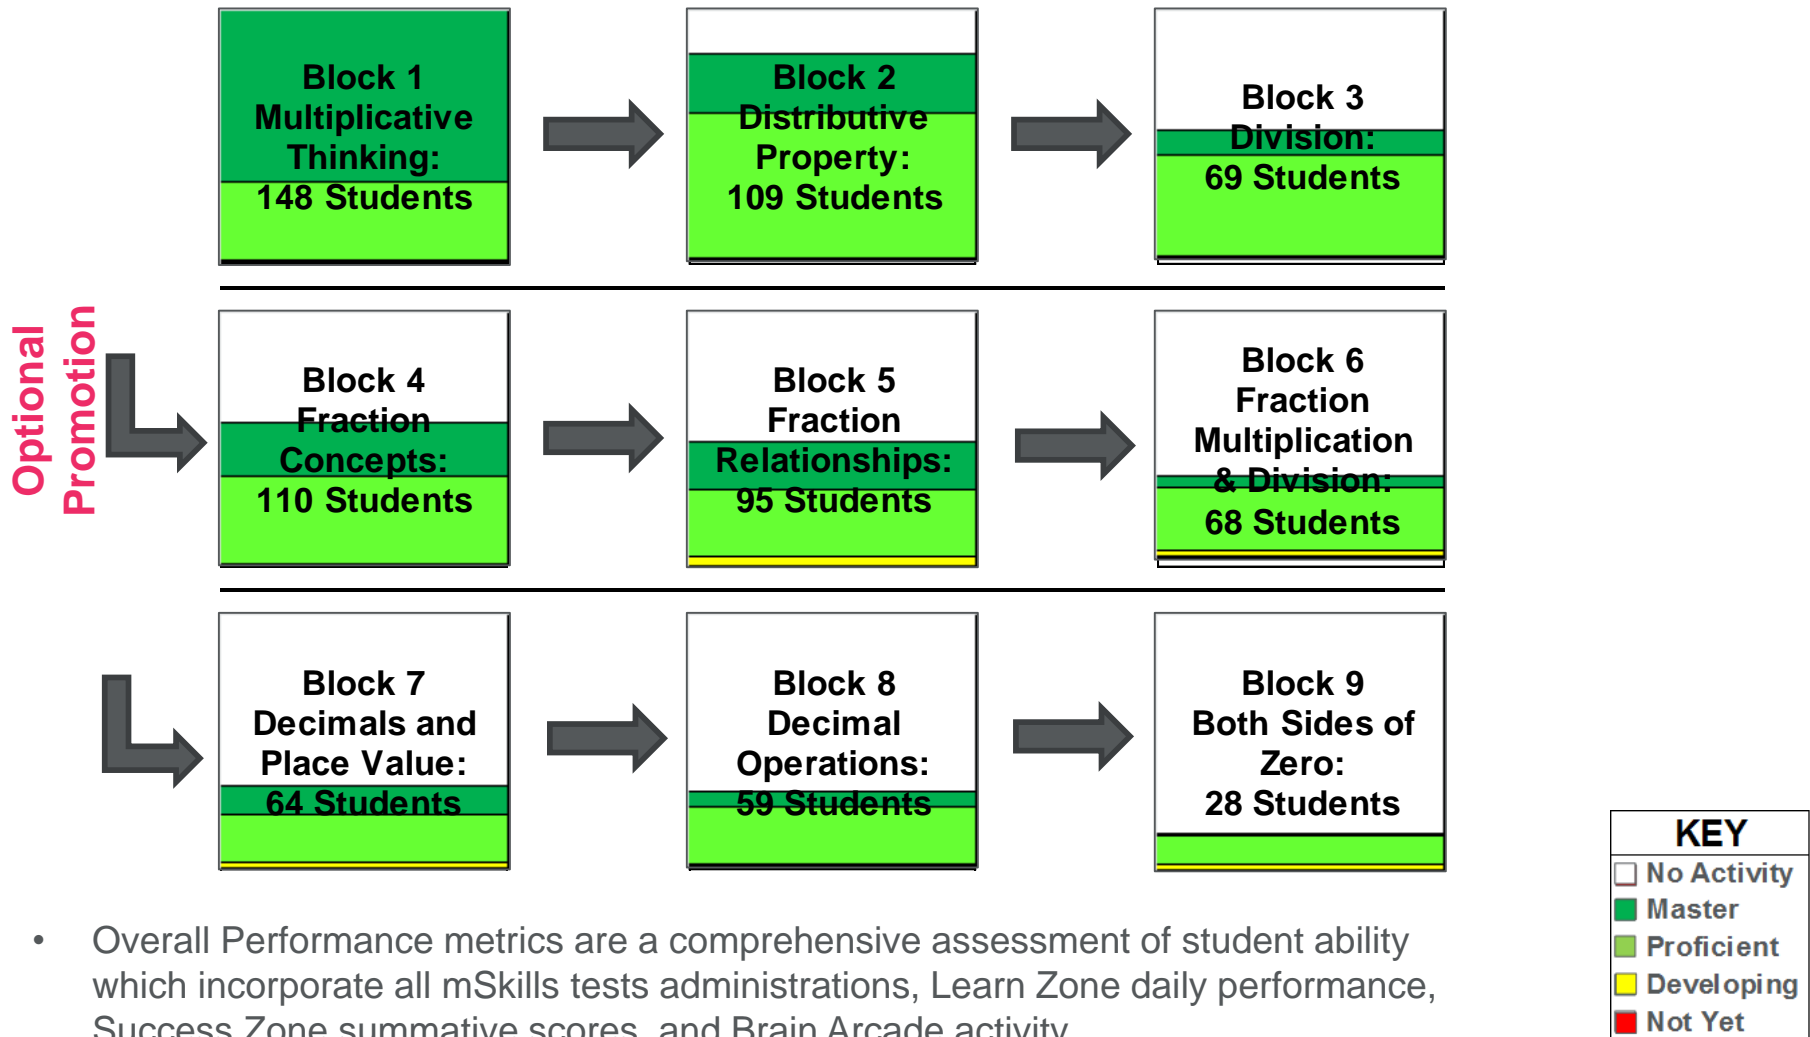 Block 1
Multiplicative
Thinking:
148 Students
Block 2
Distributive
Property:
109 Students
Block 3
Division:
69 Students
Optional
Promotion
Block 4
Fraction
Concepts:
110 Students
Block 5
Fraction
Relationships:
95 Students
Block 6
Fraction
Multiplication
& Division:
68 Students
Block 7
Decimals and
Place Value:
64 Students
Block 8
Decimal
Operations:
59 Students
Block 9
Both Sides of
Zero:
28 Students
KEY
No Activity
Master
Proficient
Developing
Not Yet
• Overall Performance metrics are a comprehensive assessment of student ability
which incorporate all mSkills tests administrations, Learn Zone daily performance,
Success Zone summative scores, and Brain Arcade activity